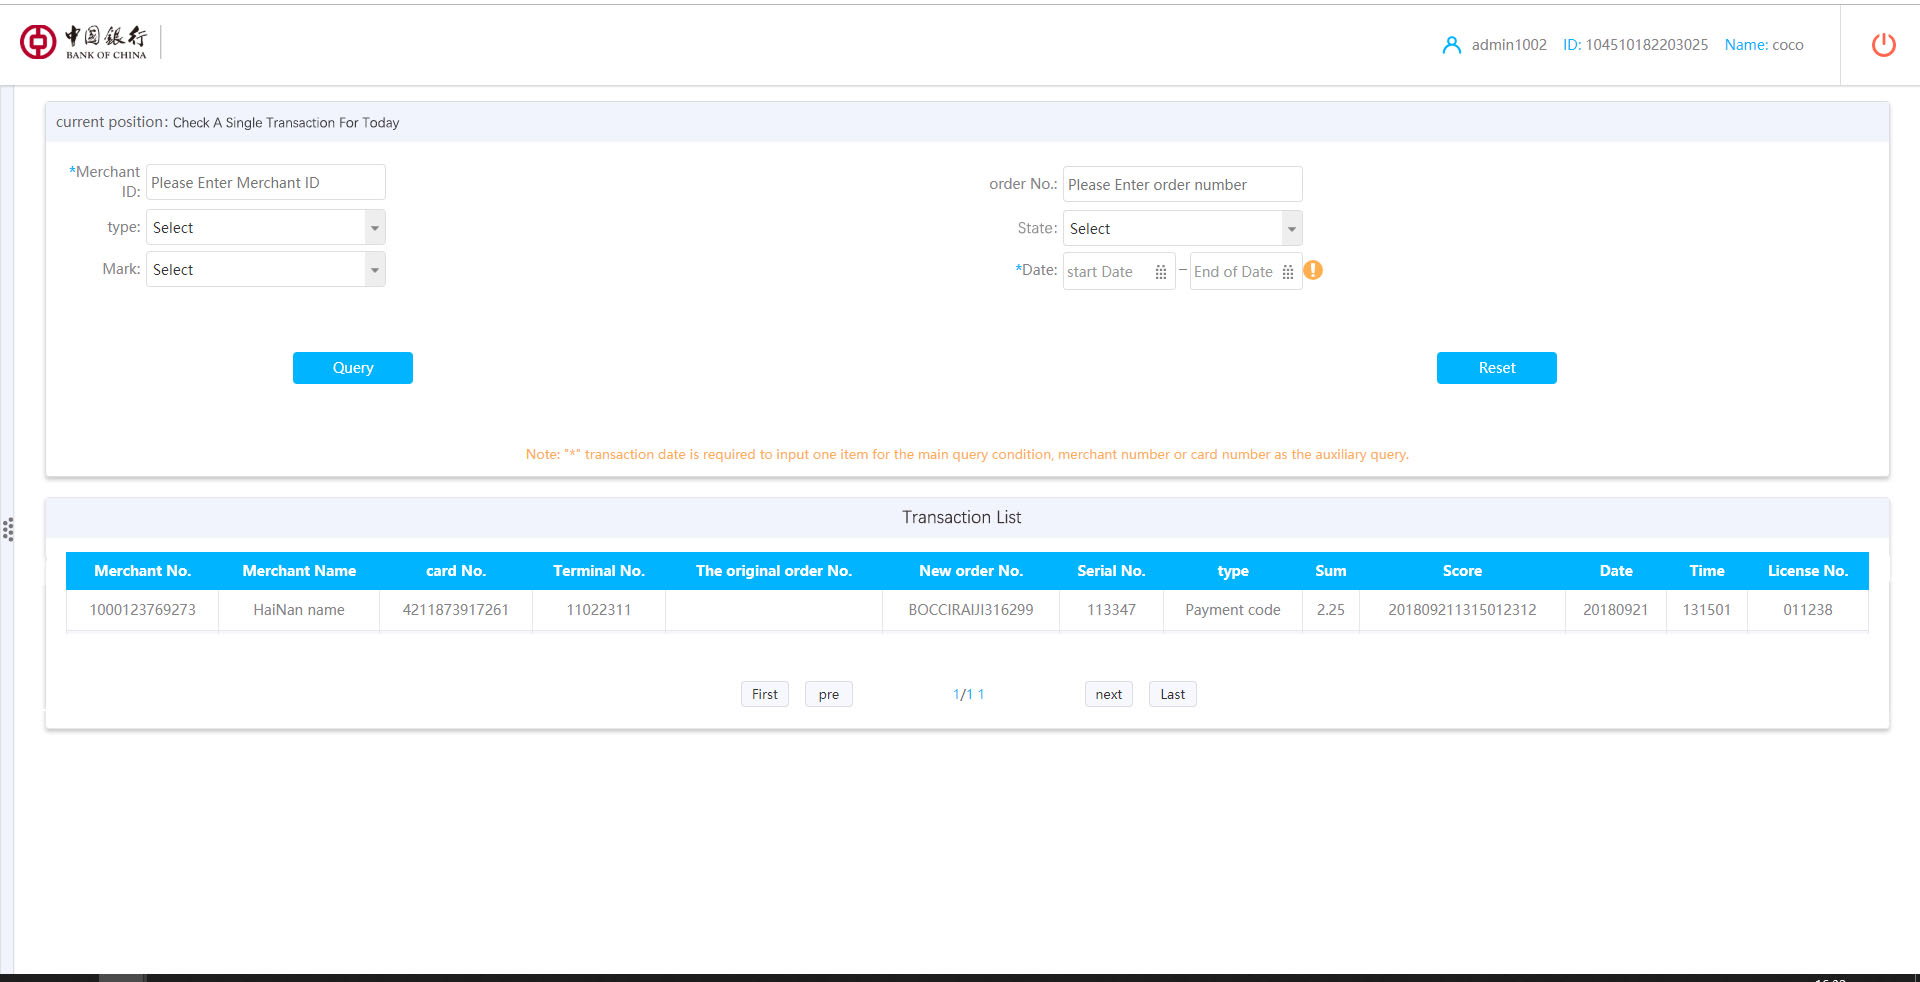 中国銀行
BANK OF CHINA
admin1002 ID: 104510182203025 Name: coco
current position: Check A Single Transaction For Today
*Merchant ID: Please Enter Merchant ID
order No.: Please Enter order number
type: Select
State: Select
Mark: Select
*Date: start Date – End of Date
Query
Reset
Note: "*" transaction date is required to input one item for the main query condition, merchant number or card number as the auxiliary query.
Transaction List
Merchant No. Merchant Name card No. Terminal No. The original order No. New order No. Serial No. type Sum Score Date Time License No.
1000123769273 HaiNan name 4211873917261 11022311 BOCCIRAIJI316299 113347 Payment code 2.25 201809211315012312 20180921 131501 011238
First pre 1/1 1 next Last